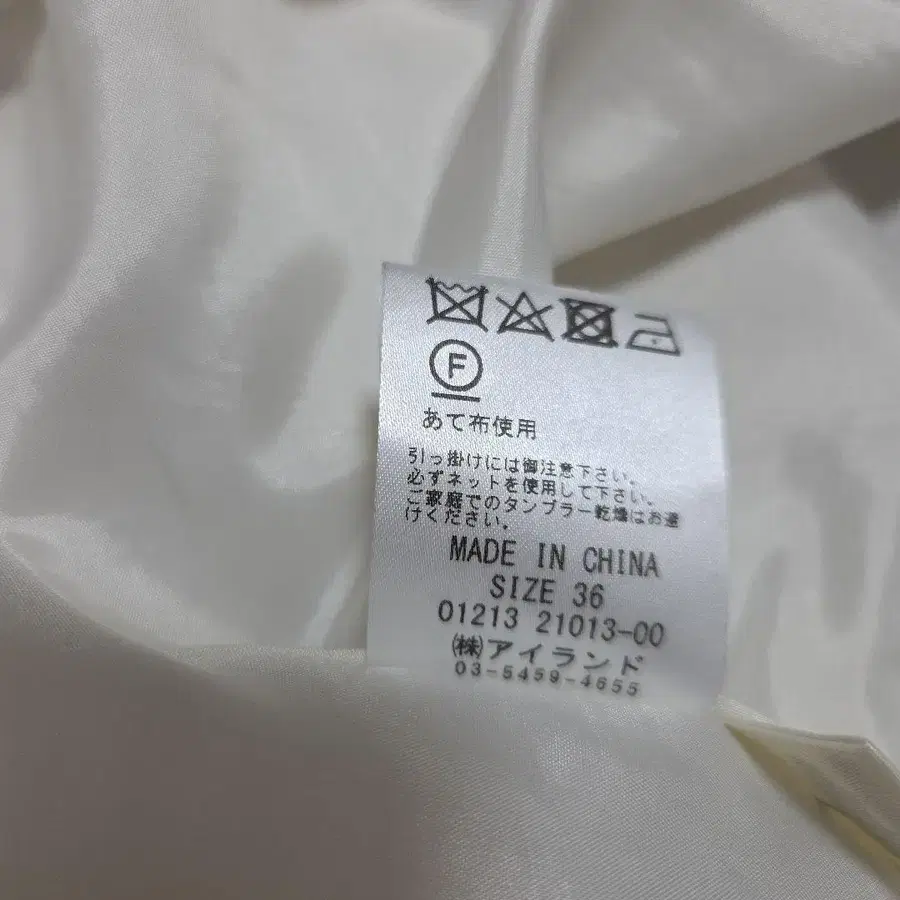 F
あて布使用
引っ掛けには御注意下さい。
必ずネットを使用して下さい。
ご家庭でのタンブラー乾燥はお避
けください。
MADE IN CHINA
SIZE 36
01213 21013-00
㈱アイランド
03-5459-4655